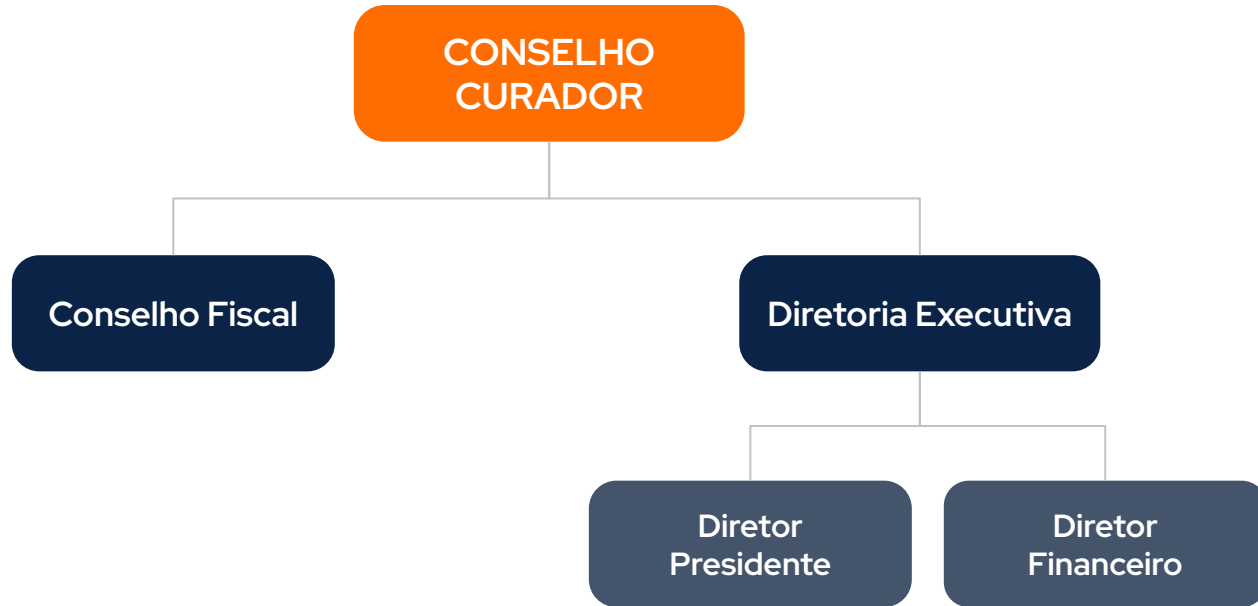 CONSELHO
CURADOR
Conselho Fiscal
Diretoria Executiva
Diretor
Presidente
Diretor
Financeiro